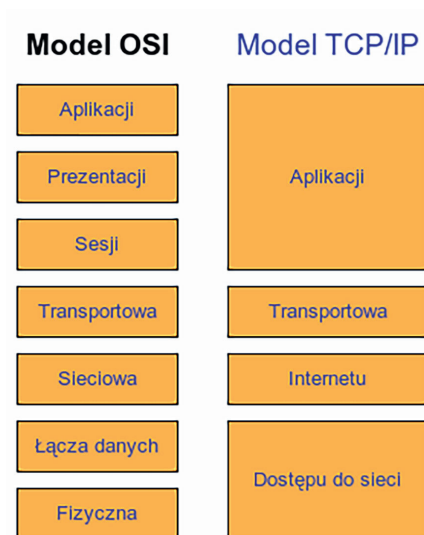 Model OSI
Aplikacji
Prezentacji
Sesji
Transportowa
Sieciowa
Łącza danych
Fizyczna
Model TCP/IP
Aplikacji
Transportowa
Internetu
Dostępu do sieci